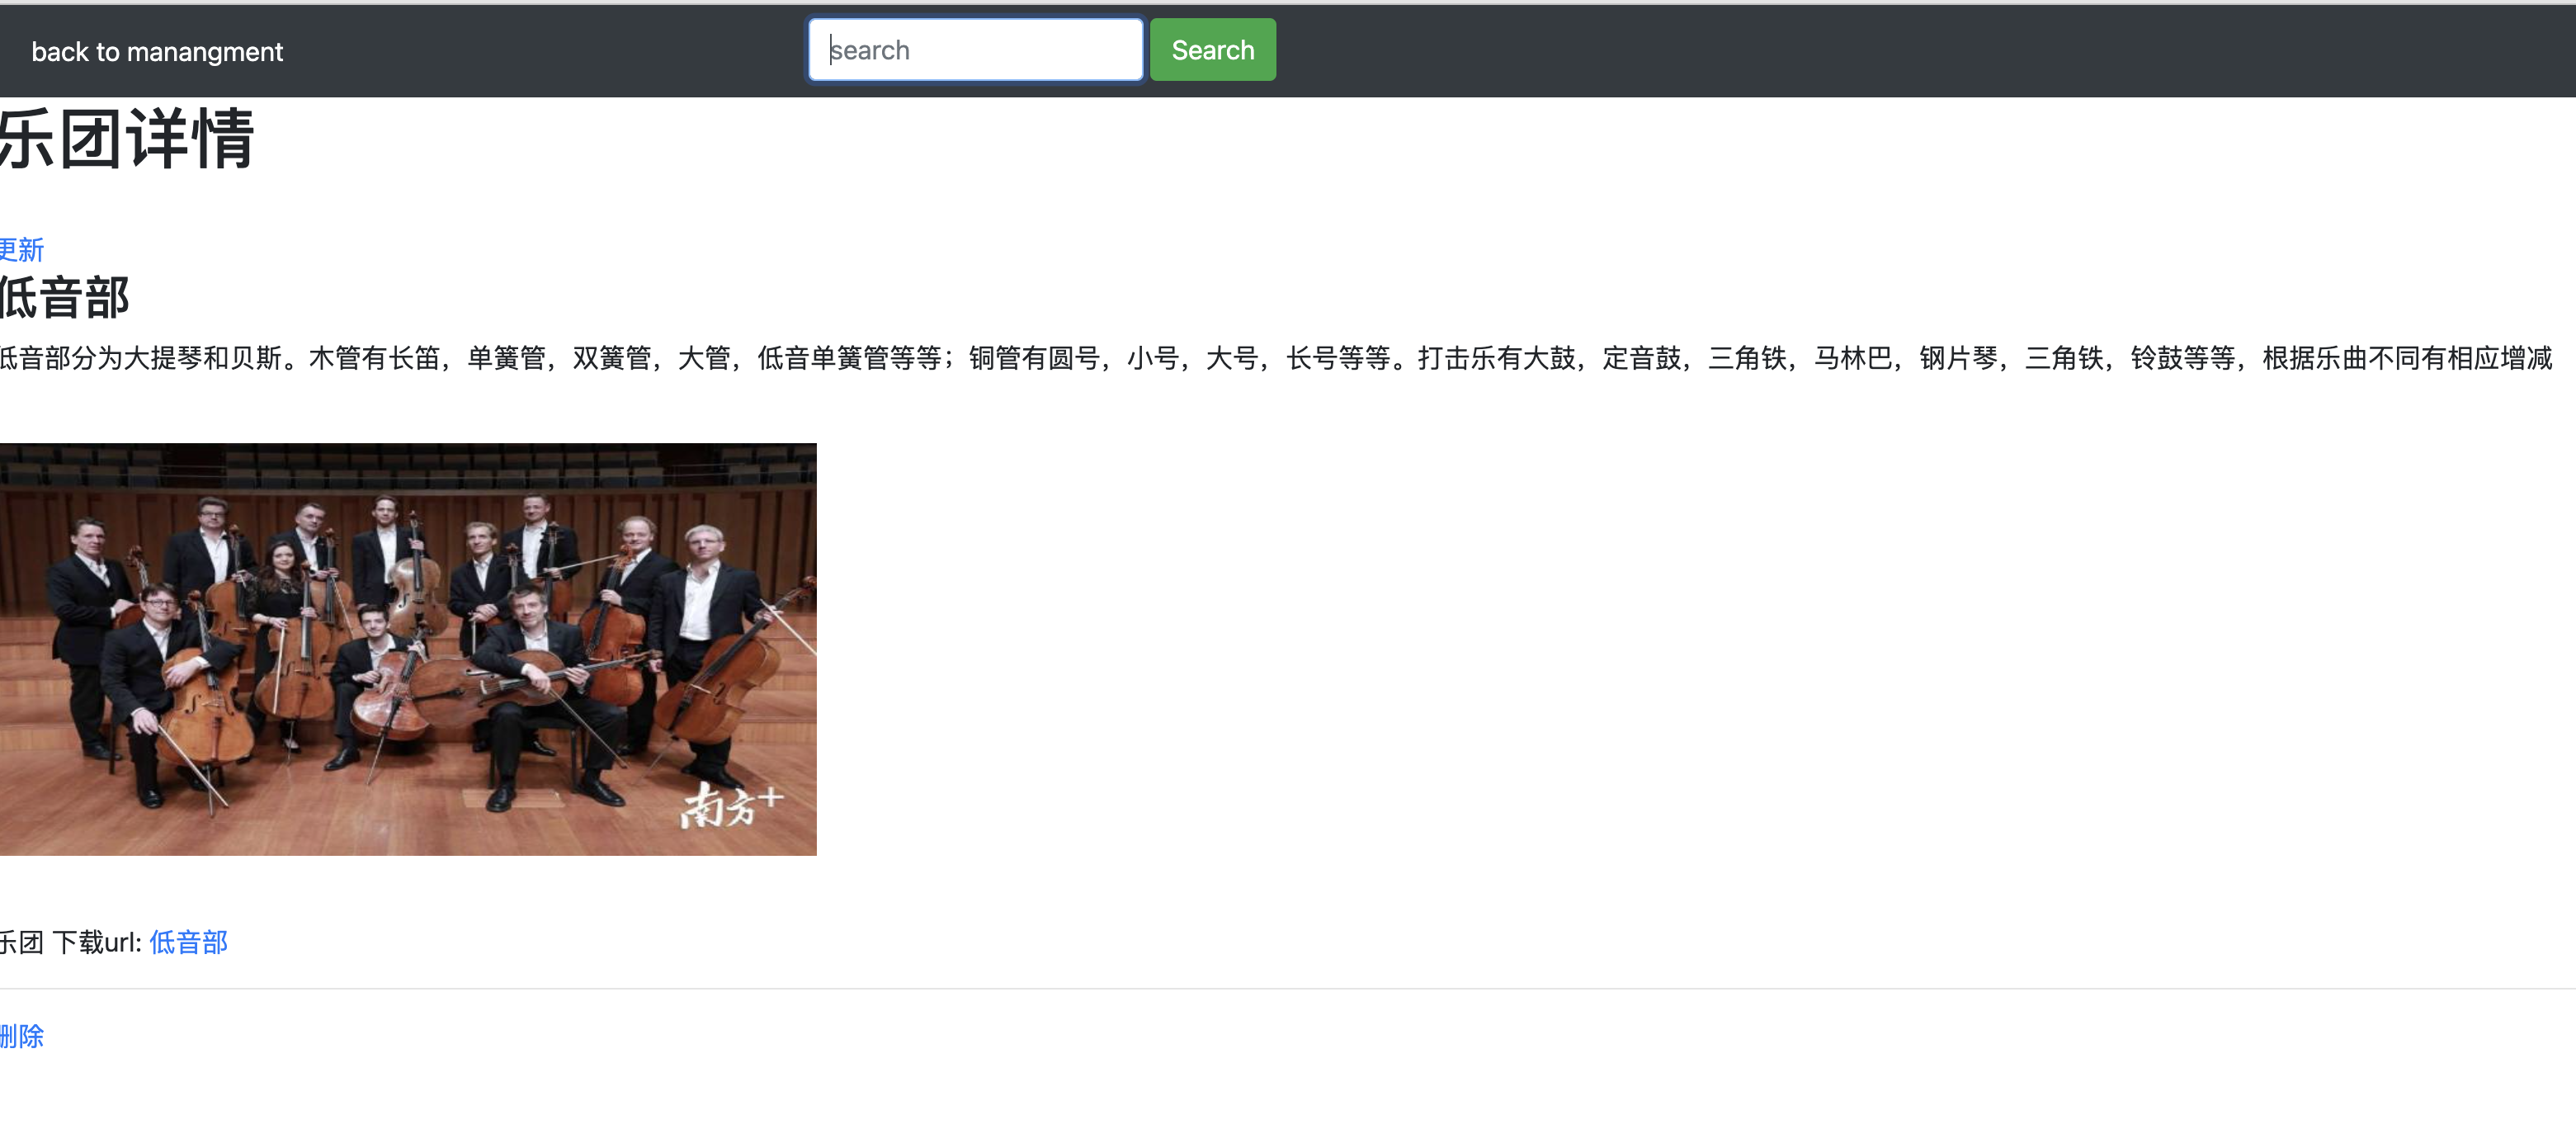 back to manangment
search
Search
乐团详情
更新
低音部
低音部分为大提琴和贝斯。木管有长笛，单簧管，双簧管，大管，低音单簧管等等；铜管有圆号，小号，大号，长号等等。打击乐有大鼓，定音鼓，三角铁，马林巴，钢片琴，三角铁，铃鼓等等，根据乐曲不同有相应增减
南方+
乐团 下载url: 低音部
删除